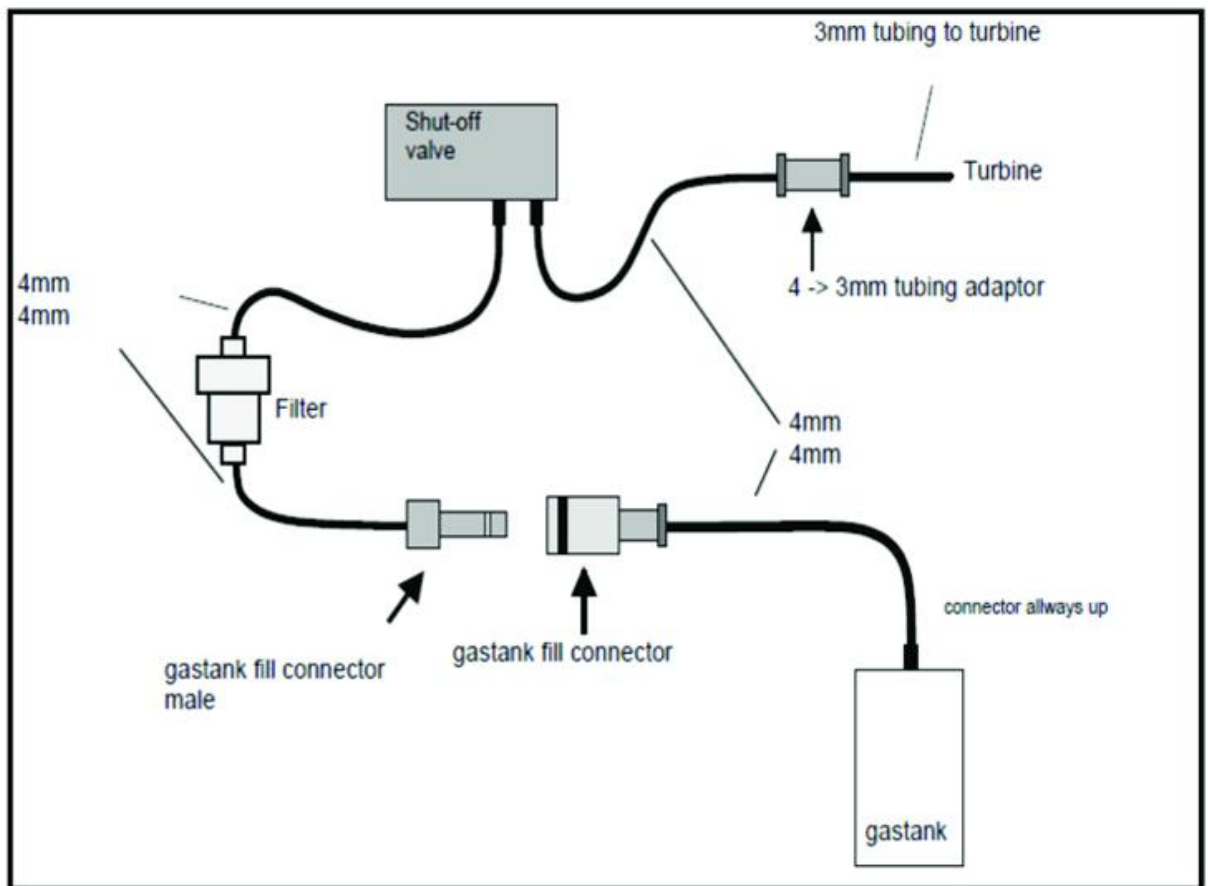 3mm tubing to turbine
Shut-off
valve
Turbine
4mm
4mm
4 -> 3mm tubing adaptor
Filter
4mm
4mm
connector allways up
gastank fill connector
gastank fill connector
male
gastank